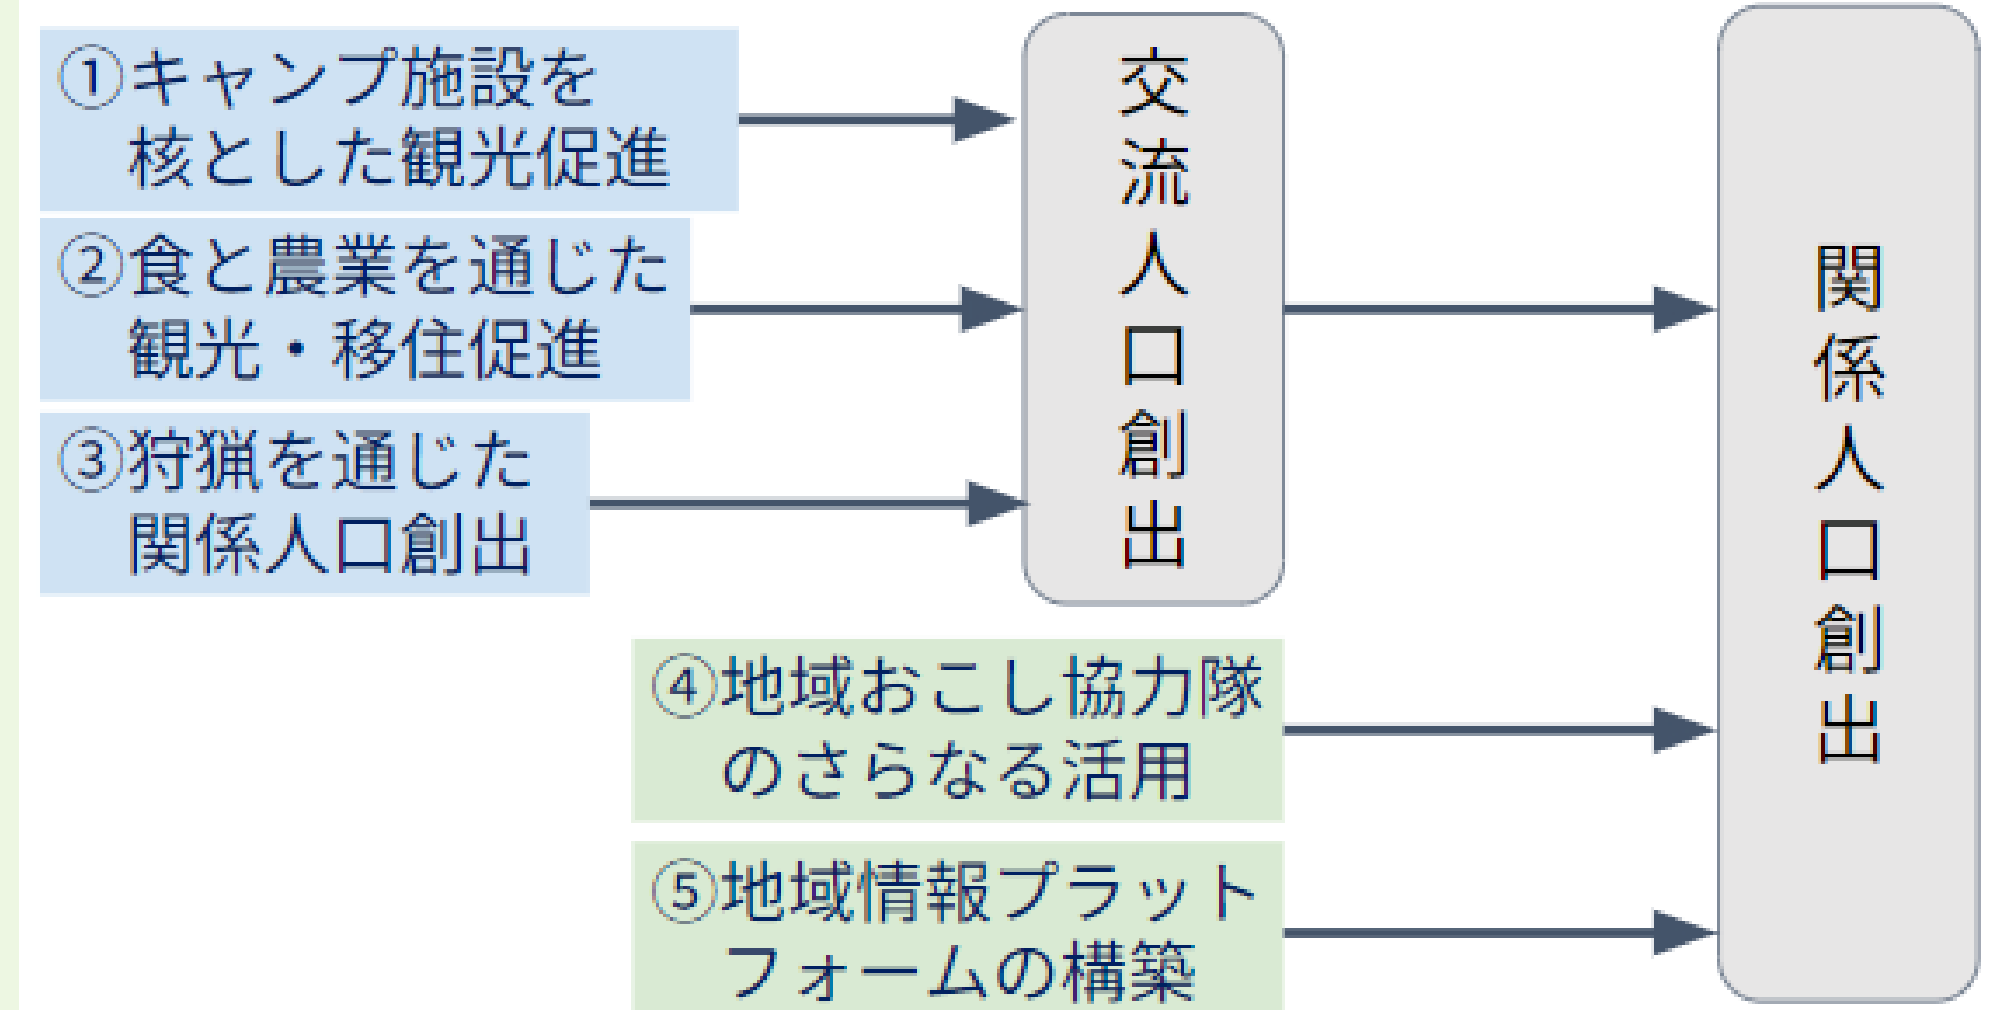 ①キャンプ施設を
核とした観光促進
②食と農業を通じた
観光・移住促進
③狩猟を通じた
関係人口創出
交流人口創出
④地域おこし協力隊
のさらなる活用
⑤地域情報プラット
フォームの構築
関係人口創出